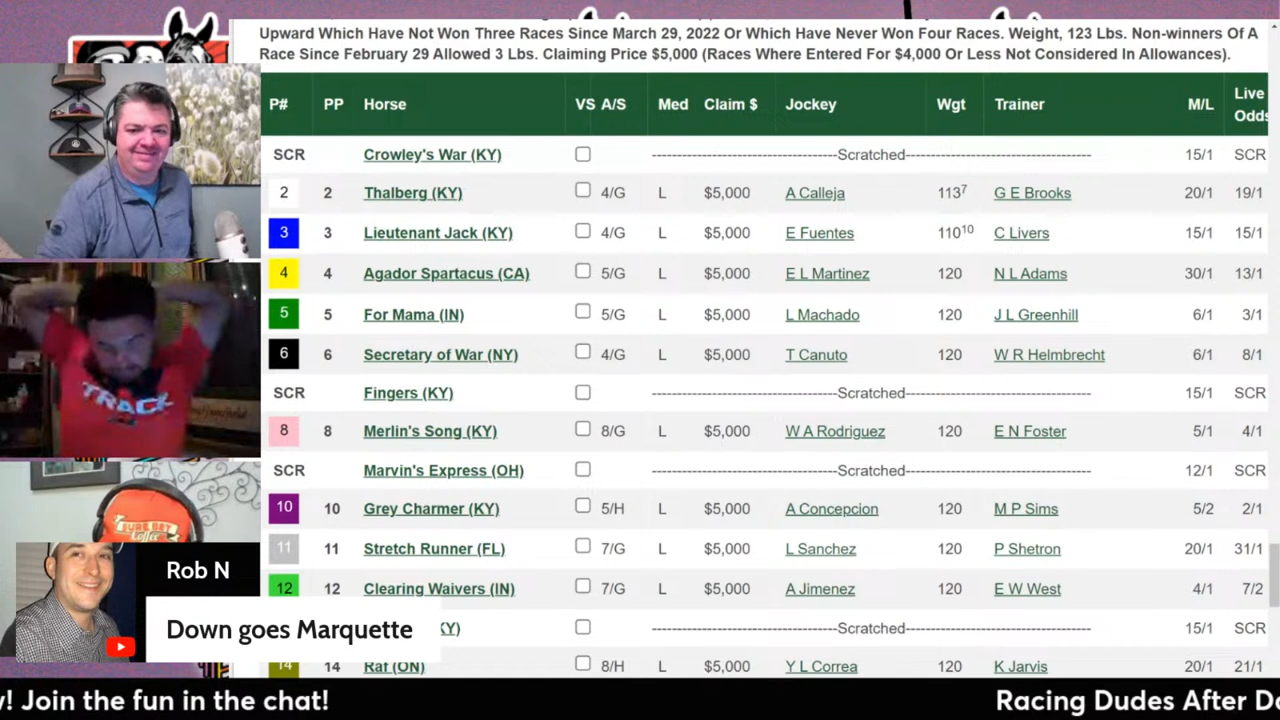 Upward Which Have Not Won Three Races Since March 29, 2022 Or Which Have Never Won Four Races. Weight, 123 Lbs. Non-winners Of A
Race Since February 29 Allowed 3 Lbs. Claiming Price $5,000 (Races Where Entered For $4,000 Or Less Not Considered In Allowances).
P# PP Horse VS A/S Med Claim $ Jockey Wgt Trainer M/L Live Odds
SCR Crowley's War (KY) Scratched 15/1 SCR
2 2 Thalberg (KY) 4/G L $5,000 A Calleja 113⁷ G E Brooks 20/1 19/1
3 3 Lieutenant Jack (KY) 4/G L $5,000 E Fuentes 110¹⁰ C Livers 15/1 15/1
4 4 Agador Spartacus (CA) 5/G L $5,000 E L Martinez 120 N L Adams 30/1 13/1
5 5 For Mama (IN) 5/G L $5,000 L Machado 120 J L Greenhill 6/1 3/1
6 6 Secretary of War (NY) 4/G L $5,000 T Canuto 120 W R Helmbrecht 6/1 8/1
SCR Fingers (KY) Scratched 15/1 SCR
8 8 Merlin's Song (KY) 8/G L $5,000 W A Rodriguez 120 E N Foster 5/1 4/1
SCR Marvin's Express (OH) Scratched 12/1 SCR
10 10 Grey Charmer (KY) 5/H L $5,000 A Concepcion 120 M P Sims 5/2 2/1
11 11 Stretch Runner (FL) 7/G L $5,000 L Sanchez 120 P Shetron 20/1 31/1
12 12 Clearing Waivers (IN) 7/G L $5,000 A Jimenez 120 E W West 4/1 7/2
KY) Scratched 15/1 SCR
14 14 Raf (ON) 8/H L $5,000 Y L Correa 120 K Jarvis 20/1 21/1
TRACK
SURE BET
Coffee
Rob N
Down goes Marquette
y! Join the fun in the chat!
Racing Dudes After Da